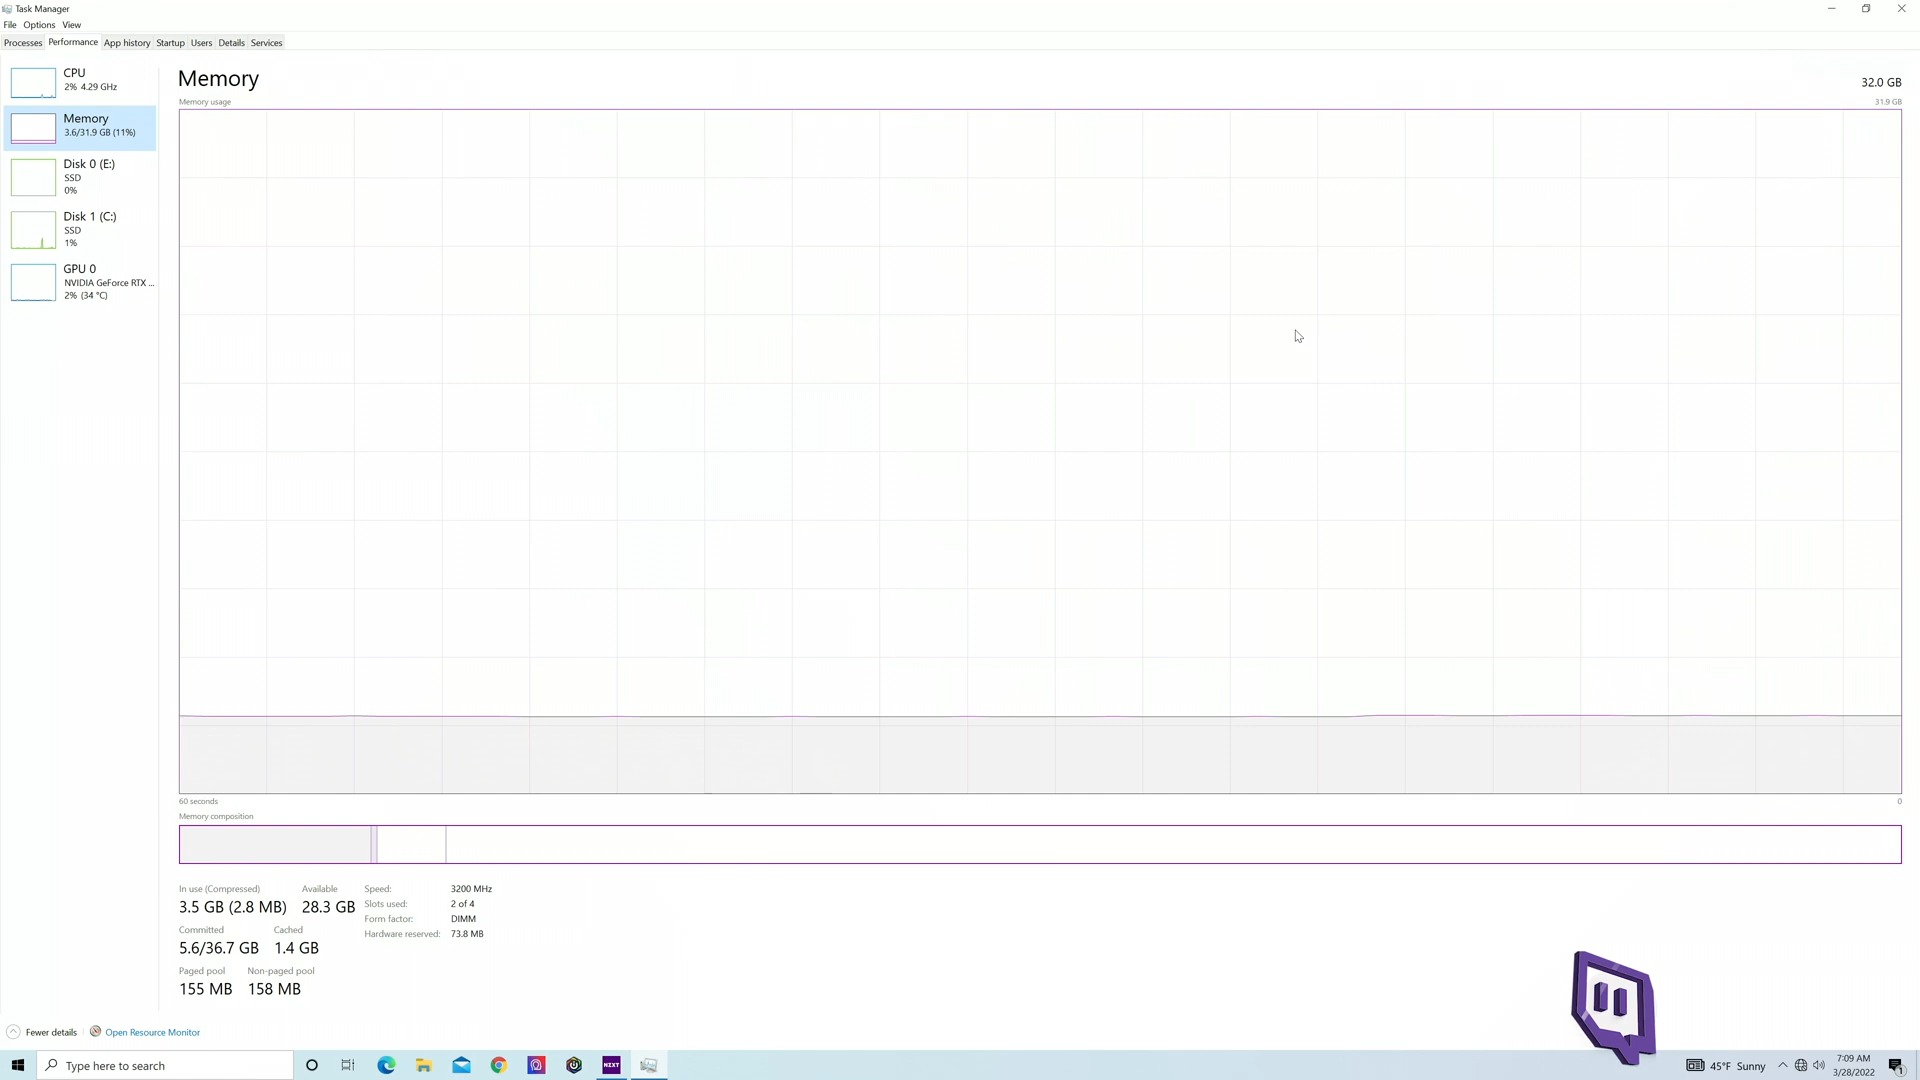 Task Manager
File Options View
Processes Performance App history Startup Users Details Services
CPU
2% 4.29 GHz
Memory
3.6/31.9 GB (11%)
Disk 0 (E:)
SSD
0%
Disk 1 (C:)
SSD
1%
GPU 0
NVIDIA GeForce RTX ...
2% (34 °C)
Memory 32.0 GB
Memory usage 31.9 GB
60 seconds 0
Memory composition
In use (Compressed) Available Speed: 3200 MHz
3.5 GB (2.8 MB) 28.3 GB Slots used: 2 of 4
Form factor: DIMM
Committed Cached Hardware reserved: 73.8 MB
5.6/36.7 GB 1.4 GB
Paged pool Non-paged pool
155 MB 158 MB
Fewer details Open Resource Monitor
Type here to search
NZXT
45°F Sunny
7:09 AM
3/28/2022
1